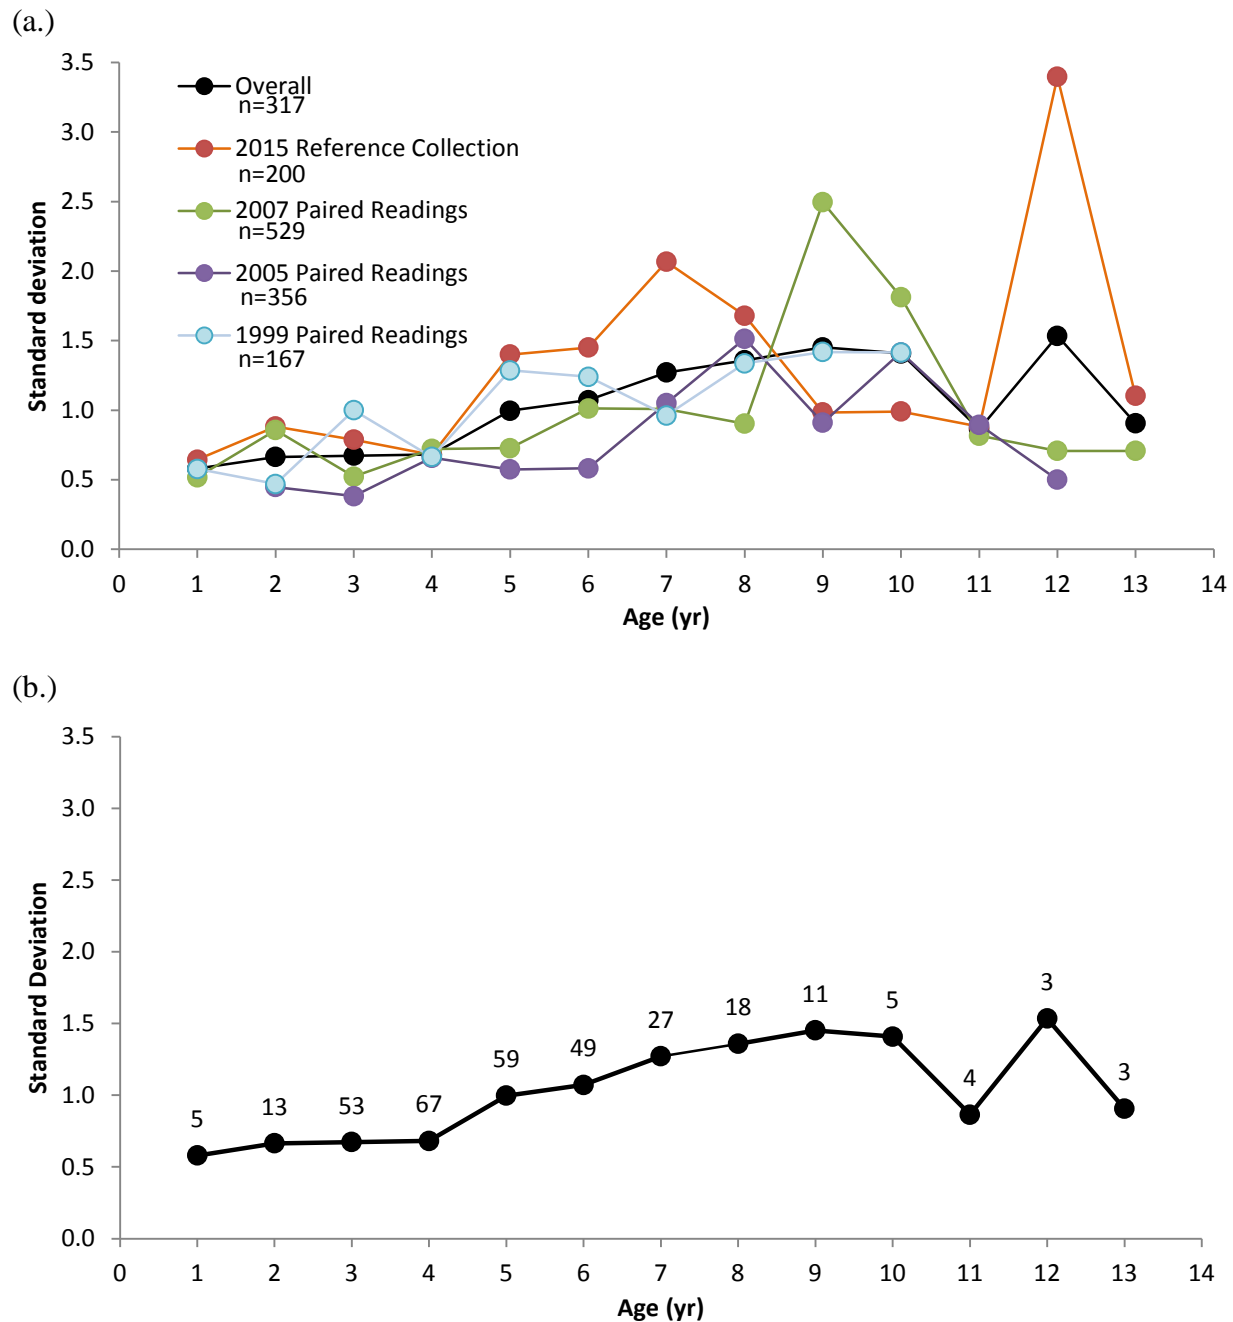 (a.)
3.5
3.0
2.5
2.0
1.5
1.0
0.5
0.0
Standard deviation
Overall
n=317
2015 Reference Collection
n=200
2007 Paired Readings
n=529
2005 Paired Readings
n=356
1999 Paired Readings
n=167
0 1 2 3 4 5 6 7 8 9 10 11 12 13 14
Age (yr)
(b.)
3.5
3.0
2.5
2.0
1.5
1.0
0.5
0.0
Standard Deviation
5 13 53 67 59 49 27 18 11 5 4 3 3
0 1 2 3 4 5 6 7 8 9 10 11 12 13 14
Age (yr)